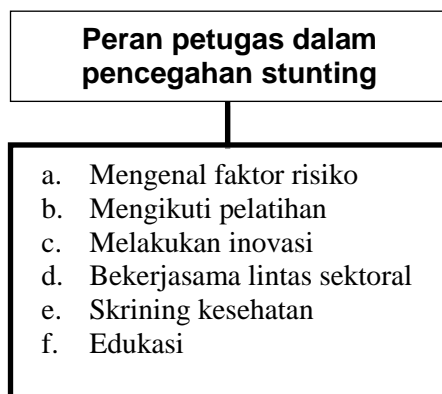 Peran petugas dalam
pencegahan stunting
a. Mengenal faktor risiko
b. Mengikuti pelatihan
c. Melakukan inovasi
d. Bekerjasama lintas sektoral
e. Skrining kesehatan
f. Edukasi